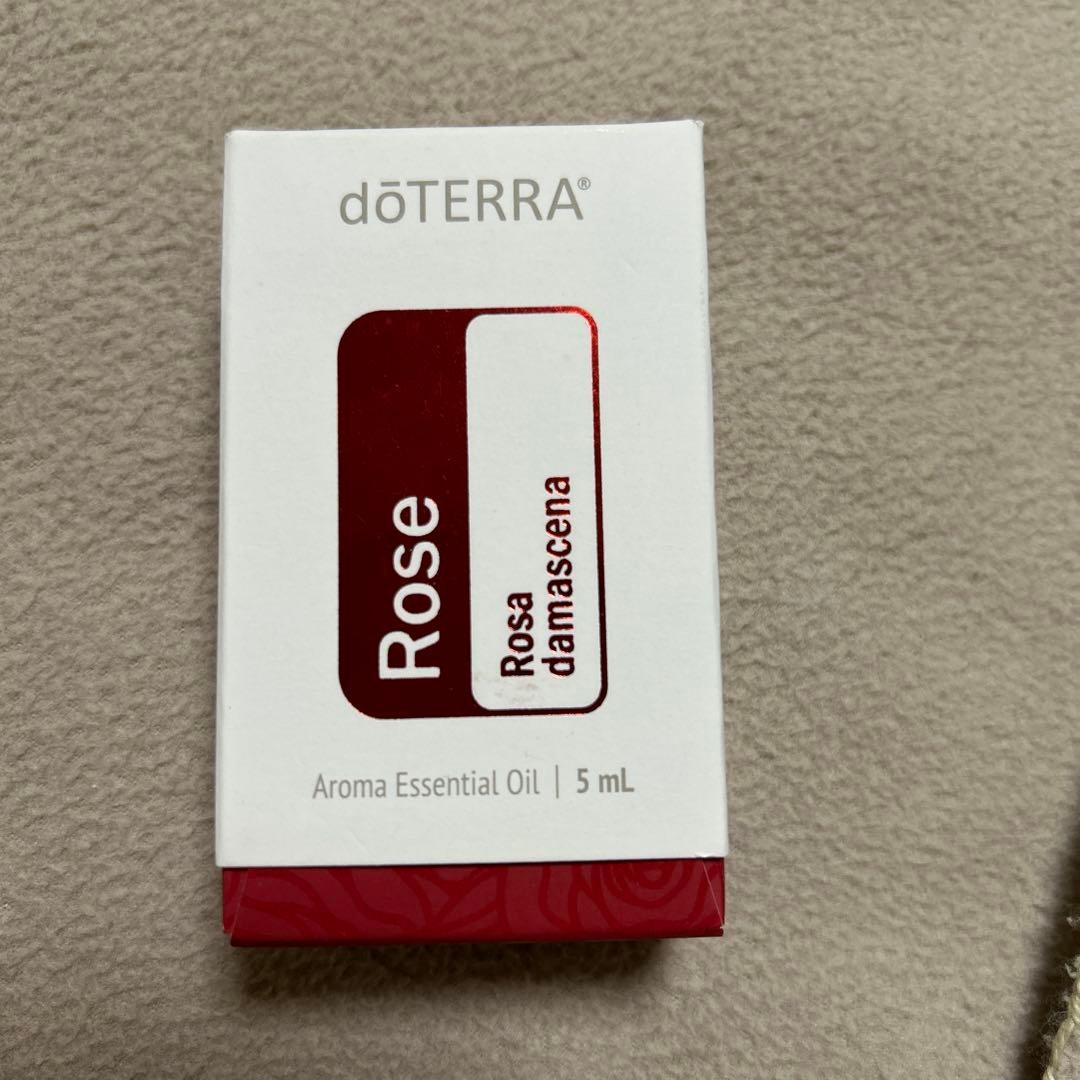 dōTERRA®
Rose
Rosa
damascena
Aroma Essential Oil | 5 mL